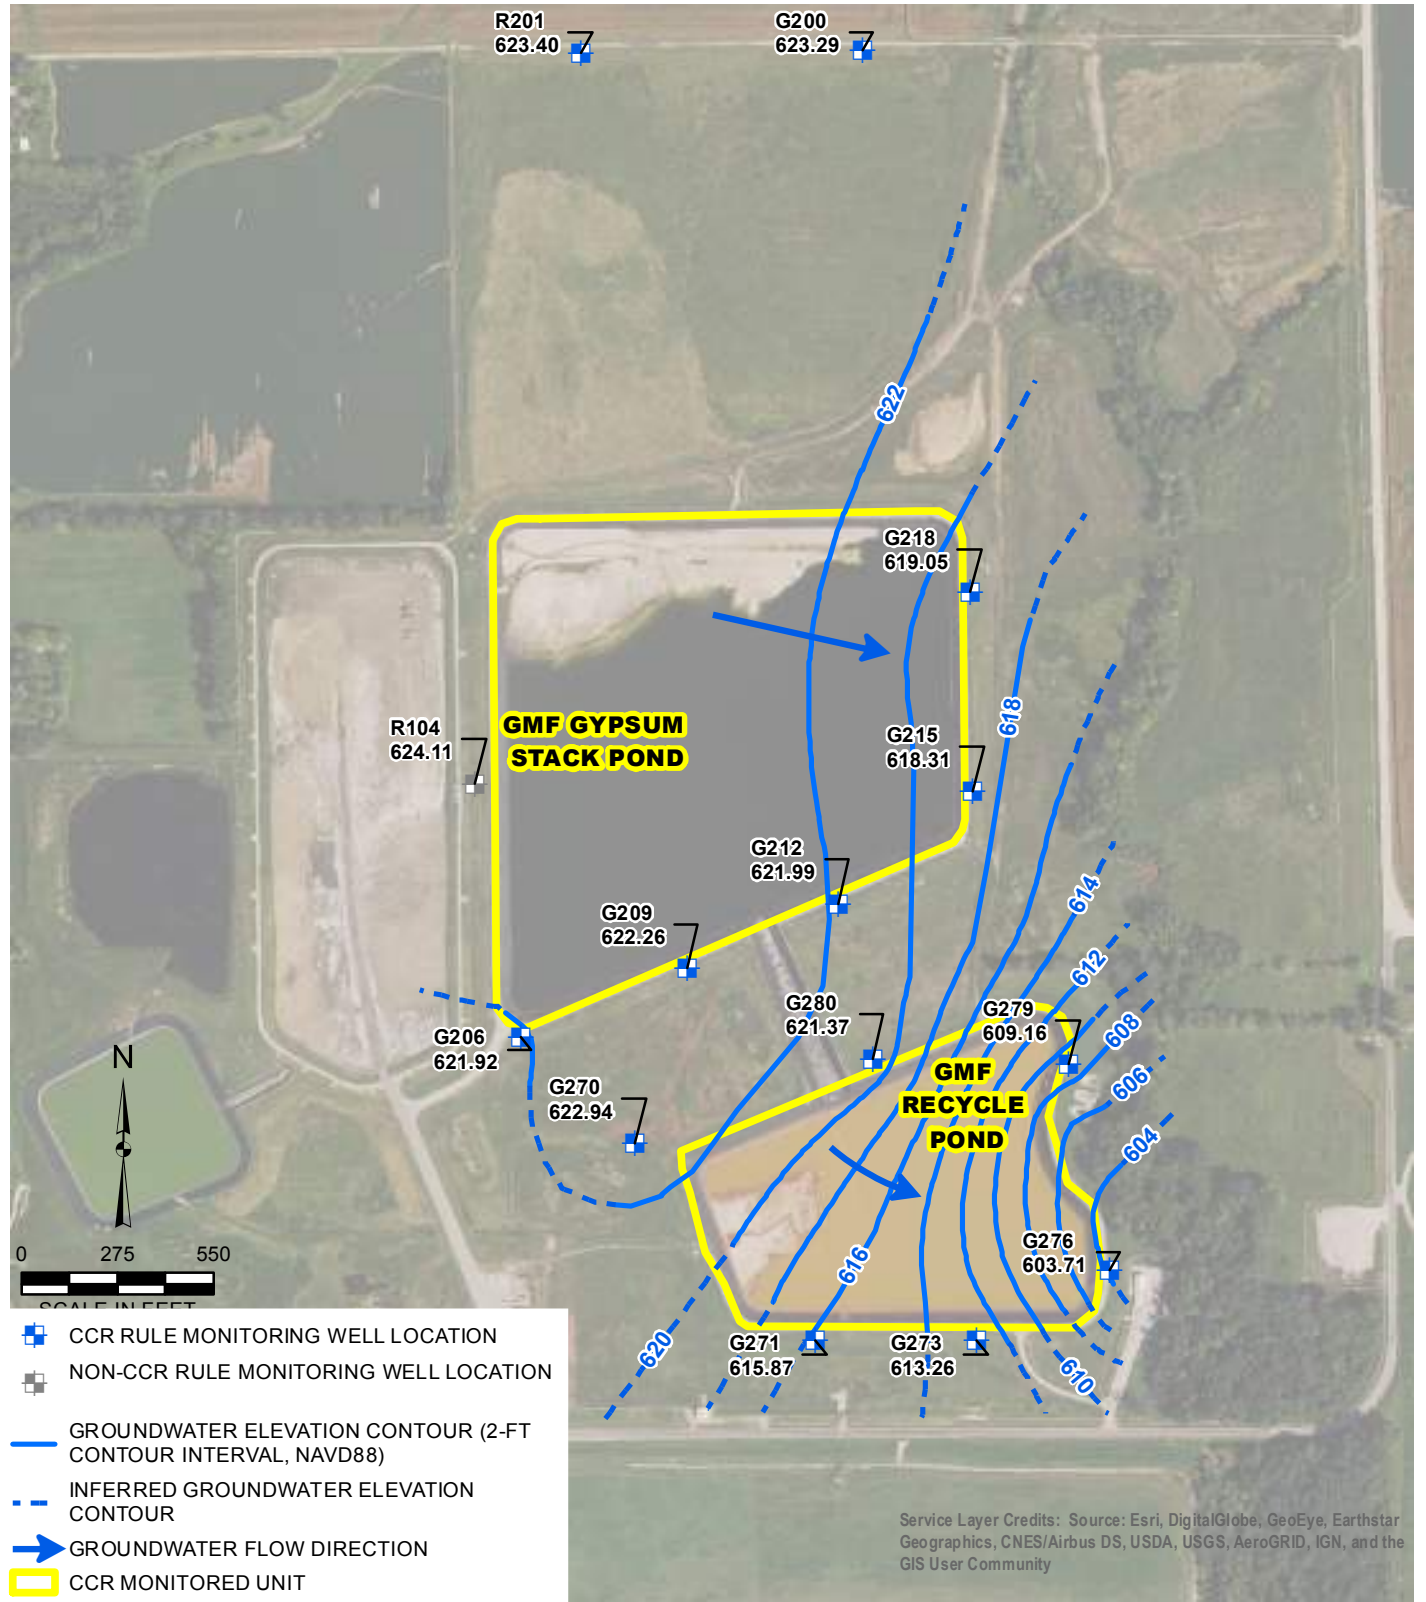 R201
623.40
G200
623.29
622
G218
619.05
618
R104
624.11
GMF GYPSUM
STACK POND
G215
618.31
G212
621.99
614
G209
622.26
612
G280
621.37
G279
609.16
608
G206
621.92
606
GMF
RECYCLE
POND
G270
622.94
604
N
616
G276
603.71
0 275 550
SCALE IN FEET
620
G271
615.87
G273
613.26
610
CCR RULE MONITORING WELL LOCATION
NON-CCR RULE MONITORING WELL LOCATION
GROUNDWATER ELEVATION CONTOUR (2-FT
CONTOUR INTERVAL, NAVD88)
INFERRED GROUNDWATER ELEVATION
CONTOUR
GROUNDWATER FLOW DIRECTION
CCR MONITORED UNIT
Service Layer Credits: Source: Esri, DigitalGlobe, GeoEye, Earthstar
Geographics, CNES/Airbus DS, USDA, USGS, AeroGRID, IGN, and the
GIS User Community